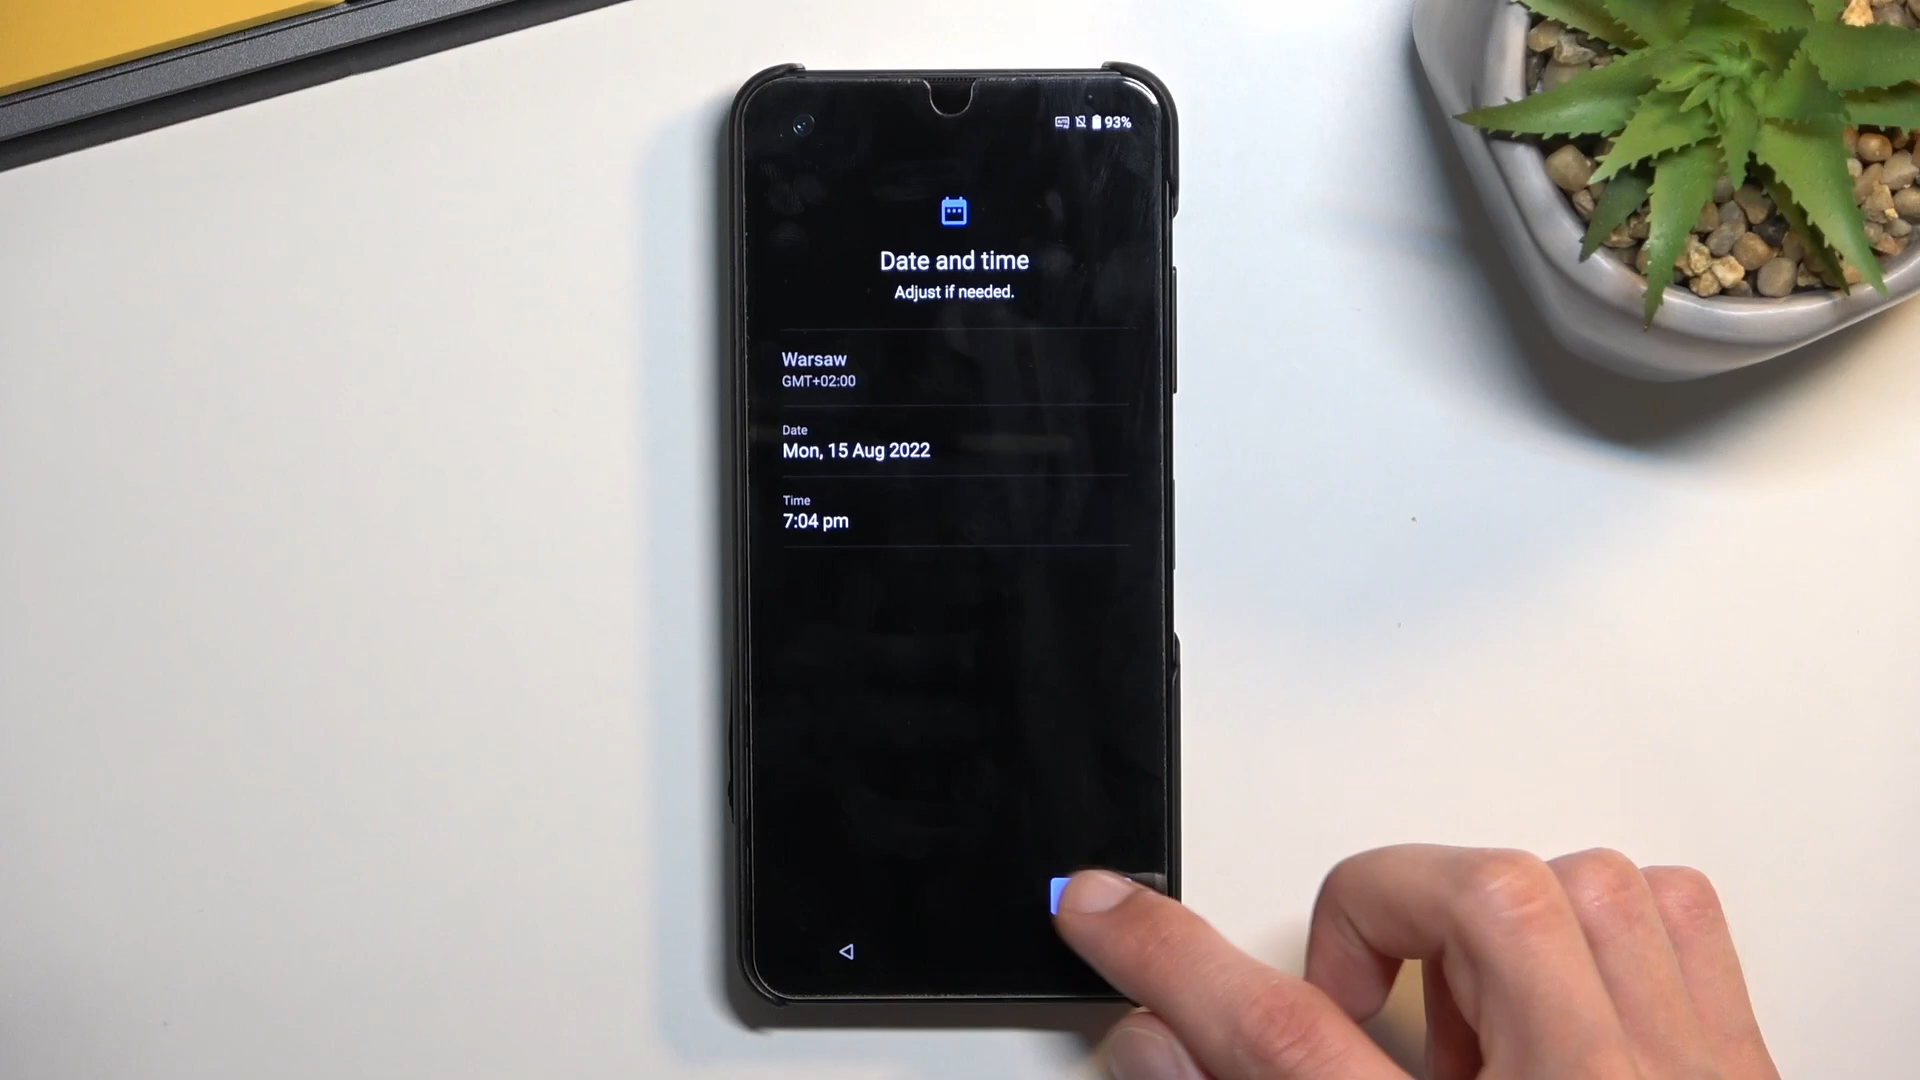 93%
Date and time
Adjust if needed.
Warsaw
GMT+02:00
Date
Mon, 15 Aug 2022
Time
7:04 pm